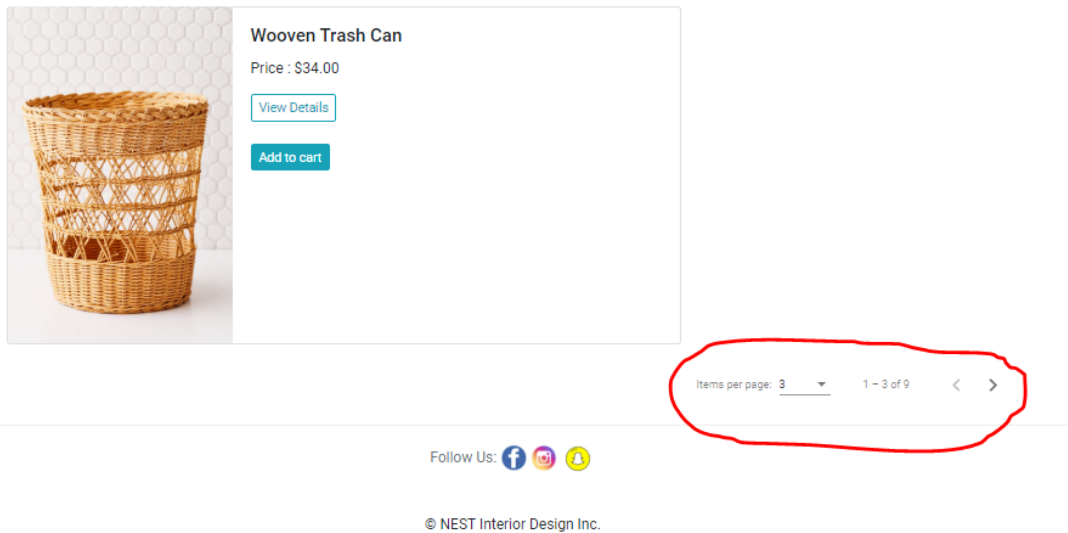 Wooven Trash Can
Price : $34.00
View Details
Add to cart
Items per page: 3 1 – 3 of 9
Follow Us:
© NEST Interior Design Inc.